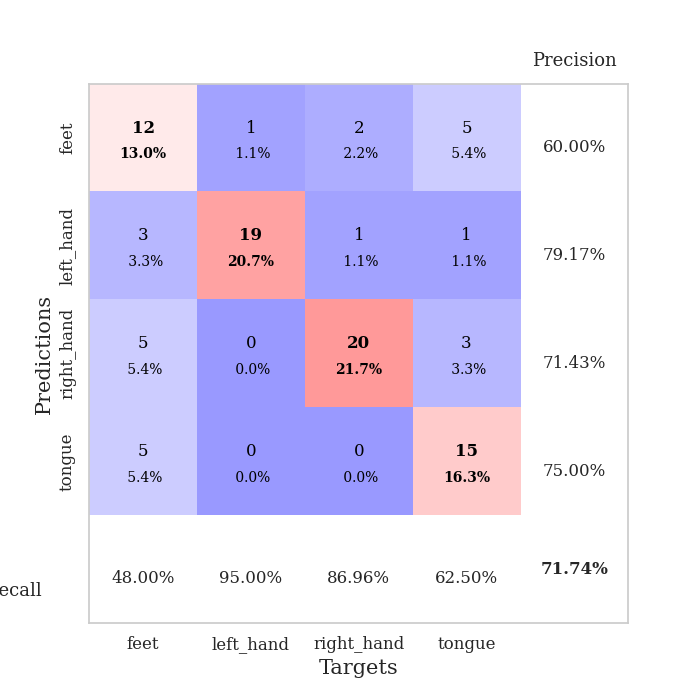 Precision
feet 12 1 2 5 60.00%
13.0% 1.1% 2.2% 5.4%
left_hand 3 19 1 1 79.17%
3.3% 20.7% 1.1% 1.1%
right_hand 5 0 20 3 71.43%
5.4% 0.0% 21.7% 3.3%
tongue 5 0 0 15 75.00%
5.4% 0.0% 0.0% 16.3%
Predictions
ecall 48.00% 95.00% 86.96% 62.50% 71.74%
feet left_hand right_hand tongue
Targets